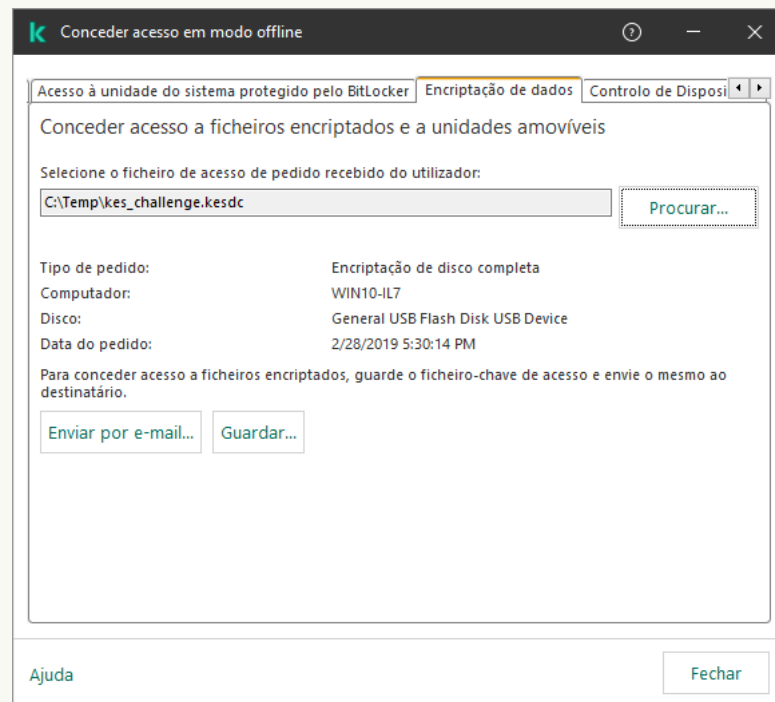 Conceder acesso em modo offline
Acesso à unidade do sistema protegido pelo BitLocker Encriptação de dados Controlo de Disposi
Conceder acesso a ficheiros encriptados e a unidades amovíveis
Selecione o ficheiro de acesso de pedido recebido do utilizador:
C:\Temp\kes_challenge.kesdc Procurar...
Tipo de pedido: Encriptação de disco completa
Computador: WIN10-IL7
Disco: General USB Flash Disk USB Device
Data do pedido: 2/28/2019 5:30:14 PM
Para conceder acesso a ficheiros encriptados, guarde o ficheiro-chave de acesso e envie o mesmo ao
destinatário.
Enviar por e-mail... Guardar...
Ajuda Fechar